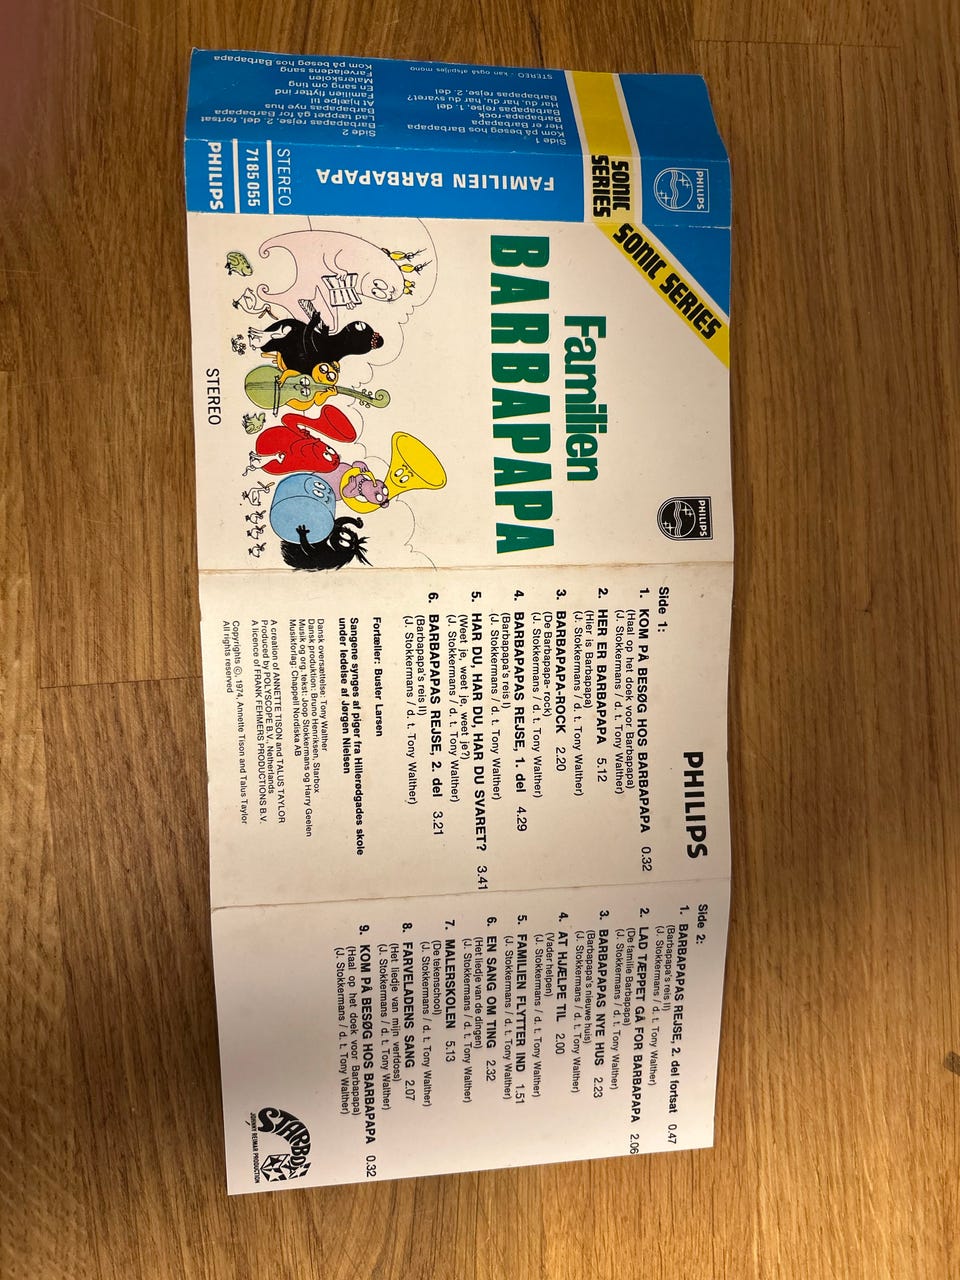 Side 1
Kom på besøg hos Barbapapa
Her er Barbapapa
Barbapapa-rock
Barbapapas rejse, 1. del
Har du, har du, har du svaret?
Barbapapas rejse, 2. del
STEREO - kan også afspilles mono
Side 2
Barbapapas rejse, 2. del, fortsat
Lad tæppet gå for Barbapapa
Barbapapas nye hus
At hjælpe til
Familien flytter ind
En sang om ting
Malerskolen
Farveladens sang
Kom på besøg hos Barbapapa
PHILIPS
SONIC
SERIES
FAMILIEN BARBAPAPA
STEREO
7185 055
PHILIPS
SONIC SERIES
PHILIPS
Familien
BARBAPAPA
STEREO
PHILIPS
Side 1:
1. KOM PÅ BESØG HOS BARBAPAPA 0.32
(Haal op het doek voor Barbapapa)
(J. Stokkermans / d. t. Tony Walther)
2. HER ER BARBAPAPA 5.12
(Hier is Barbapapa)
(J. Stokkermans / d. t. Tony Walther)
3. BARBAPAPA-ROCK 2.20
(De Barbapapa- rock)
(J. Stokkermans / d. t. Tony Walther)
4. BARBAPAPAS REJSE, 1. del 4.29
(Barbapapa's reis I)
(J. Stokkermans / d. t. Tony Walther)
5. HAR DU, HAR DU, HAR DU SVARET? 3.41
(Weet je, weet je, weet je?)
(J. Stokkermans / d. t. Tony Walther)
6. BARBAPAPAS REJSE, 2. del 3.21
(Barbapapa's reis II)
(J. Stokkermans / d. t. Tony Walther)
Fortæller: Buster Larsen
Sangene synges af piger fra Hillerødgades skole
under ledelse af Jørgen Nielsen
Dansk oversættelse: Tony Walther
Dansk produktion: Bruno Henriksen, Starbox
Musik og org. tekst: Joop Stokkermans og Harry Geelen
Musikforlag: Chappell Nordiska AB
A creation of ANNETTE TISON and TALUS TAYLOR
Produced by POLYSCOPE B.V., Netherlands
A licence of FRANK FEHMERS PRODUCTIONS B.V.
Copyrights ©, 1974, Annette Tison and Talus Taylor
All rights reserved
Side 2:
1. BARBAPAPAS REJSE, 2. del fortsat 0.47
(Barbapapa's reis II)
(J. Stokkermans / d. t. Tony Walther)
2. LAD TÆPPET GÅ FOR BARBAPAPA 2.06
(De familie Barbapapa)
(J. Stokkermans / d. t. Tony Walther)
3. BARBAPAPAS NYE HUS 2.23
(Barbapapa's nieuwe huis)
(J. Stokkermans / d. t. Tony Walther)
4. AT HJÆLPE TIL 2.00
(Vader helpen)
(J. Stokkermans / d. t. Tony Walther)
5. FAMILIEN FLYTTER IND 1.51
(J. Stokkermans / d. t. Tony Walther)
6. EN SANG OM TING 2.32
(Het liedje van de dingen)
(J. Stokkermans / d. t. Tony Walther)
7. MALERSKOLEN 5.13
(De tekenschool)
(J. Stokkermans / d. t. Tony Walther)
8. FARVELADENS SANG 2.07
(Het liedje van mijn verfdoos)
(J. Stokkermans / d. t. Tony Walther)
9. KOM PÅ BESØG HOS BARBAPAPA 0.32
(Haal op het doek voor Barbapapa)
(J. Stokkermans / d. t. Tony Walther)
STARBOX
JOHNNY REIMAR PRODUCTION